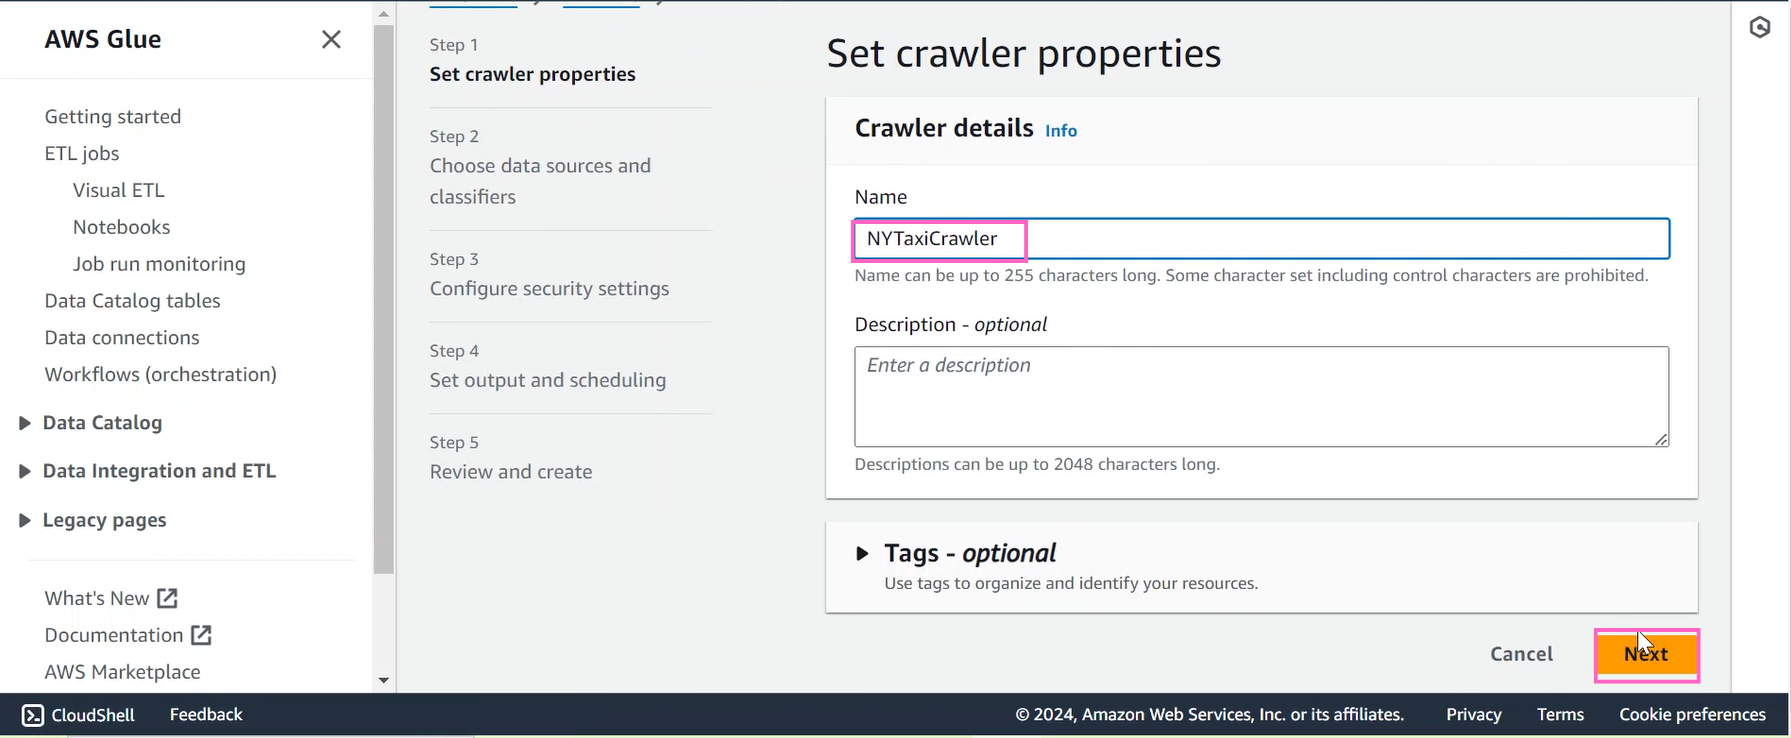 AWS Glue
Getting started
ETL jobs
Visual ETL
Notebooks
Job run monitoring
Data Catalog tables
Data connections
Workflows (orchestration)
Data Catalog
Data Integration and ETL
Legacy pages
What's New
Documentation
AWS Marketplace
Step 1
Set crawler properties
Step 2
Choose data sources and
classifiers
Step 3
Configure security settings
Step 4
Set output and scheduling
Step 5
Review and create
Set crawler properties
Crawler details Info
Name
NYTaxiCrawler
Name can be up to 255 characters long. Some character set including control characters are prohibited.
Description - optional
Enter a description
Descriptions can be up to 2048 characters long.
Tags - optional
Use tags to organize and identify your resources.
Cancel Next
CloudShell Feedback © 2024, Amazon Web Services, Inc. or its affiliates. Privacy Terms Cookie preferences